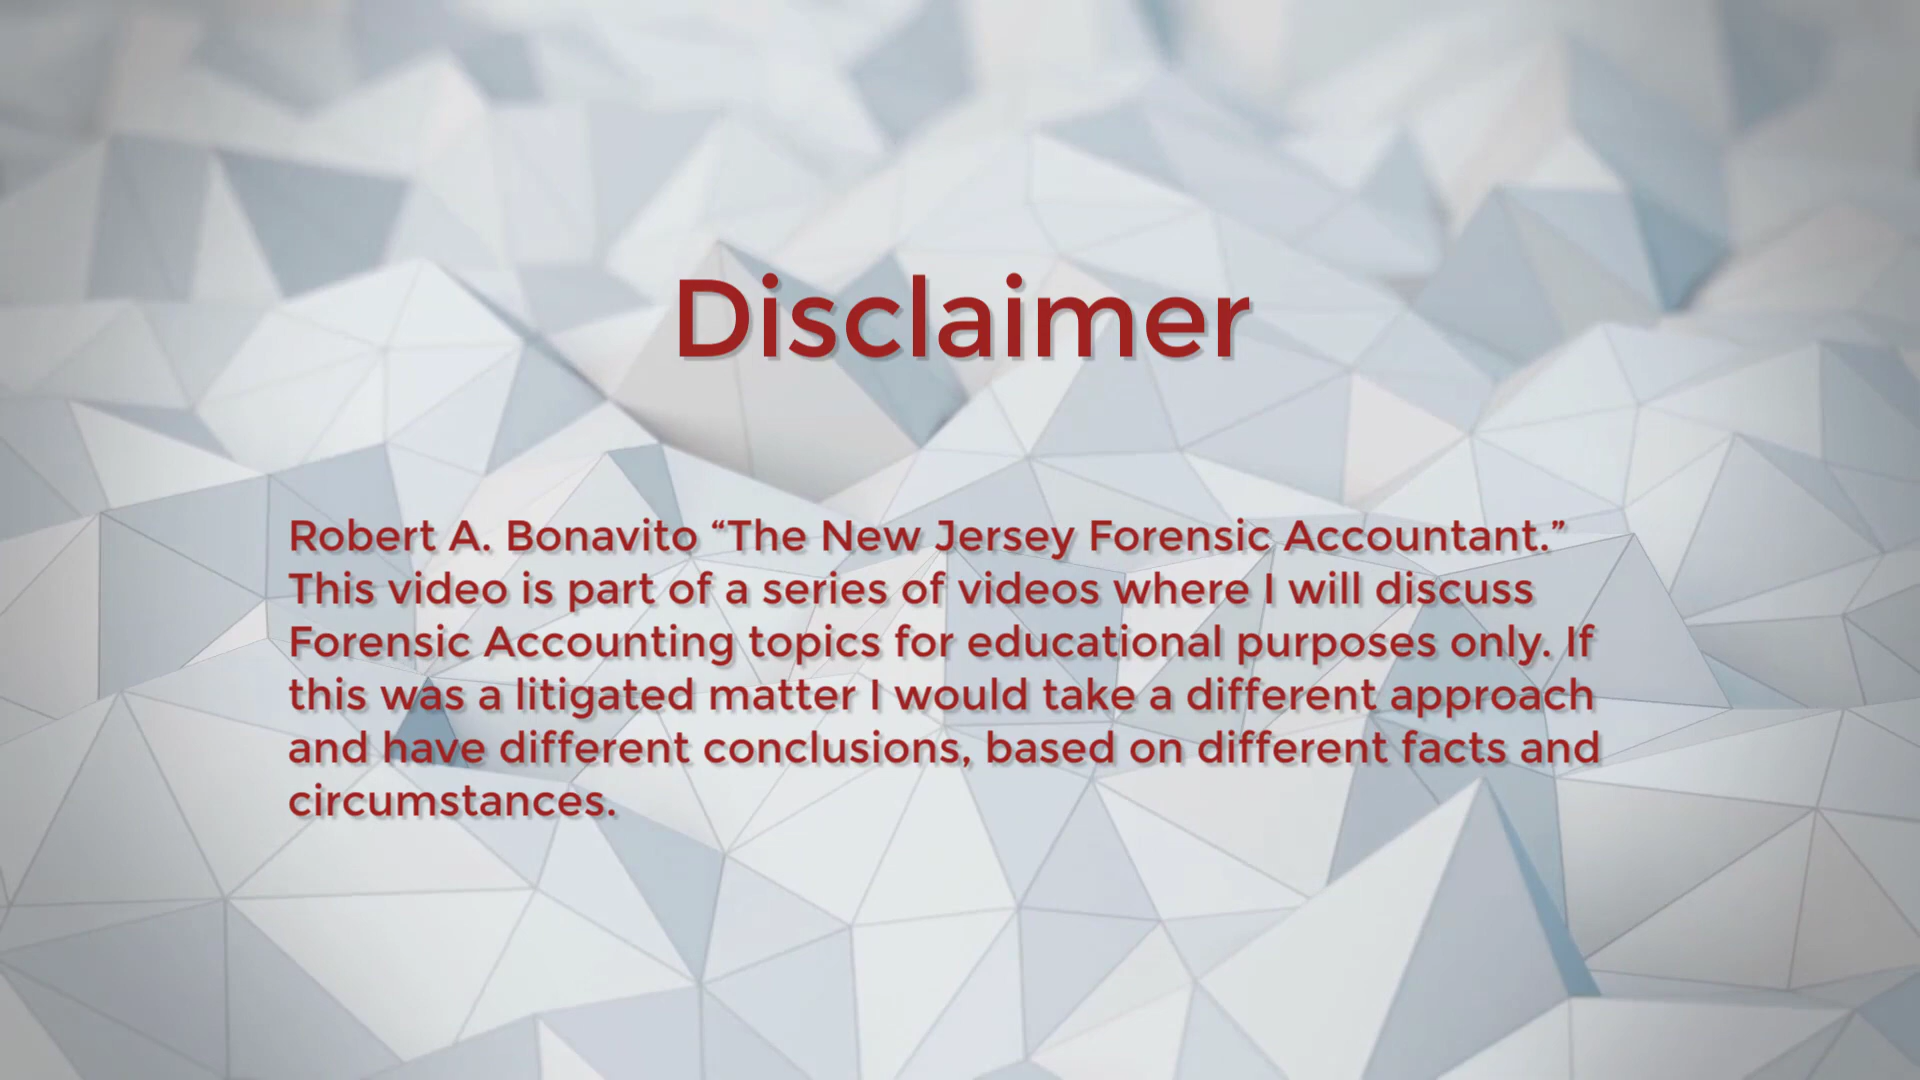 Disclaimer
Robert A. Bonavito “The New Jersey Forensic Accountant.”
This video is part of a series of videos where I will discuss
Forensic Accounting topics for educational purposes only. If
this was a litigated matter I would take a different approach
and have different conclusions, based on different facts and
circumstances.